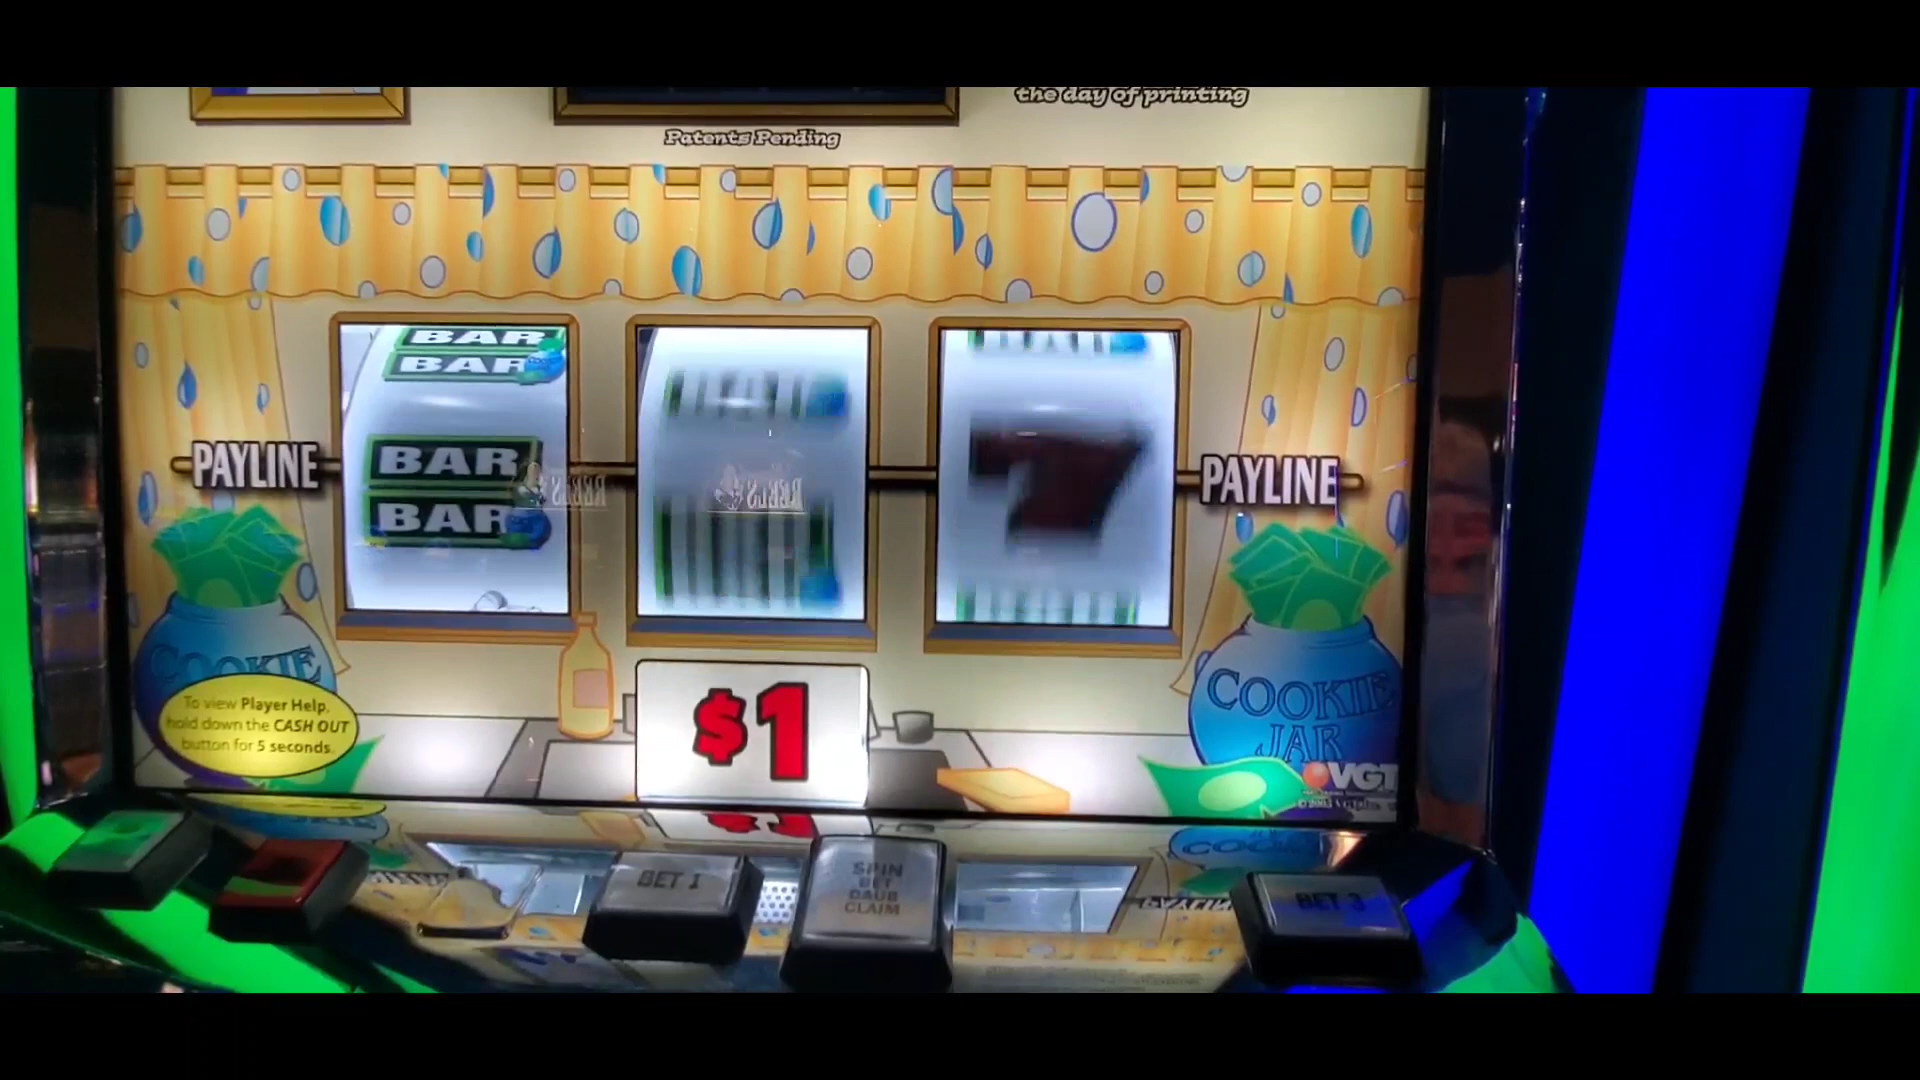 the day of printing
Patents Pending
BAR
BAR
PAYLINE
BAR
BAR
7
PAYLINE
COOKIE
COOKIE
JAR
To view Player Help,
hold down the CASH OUT
button for 5 seconds.
$1
VGT
BET 1
SPIN
BET
DAUB
CLAIM
BET 3